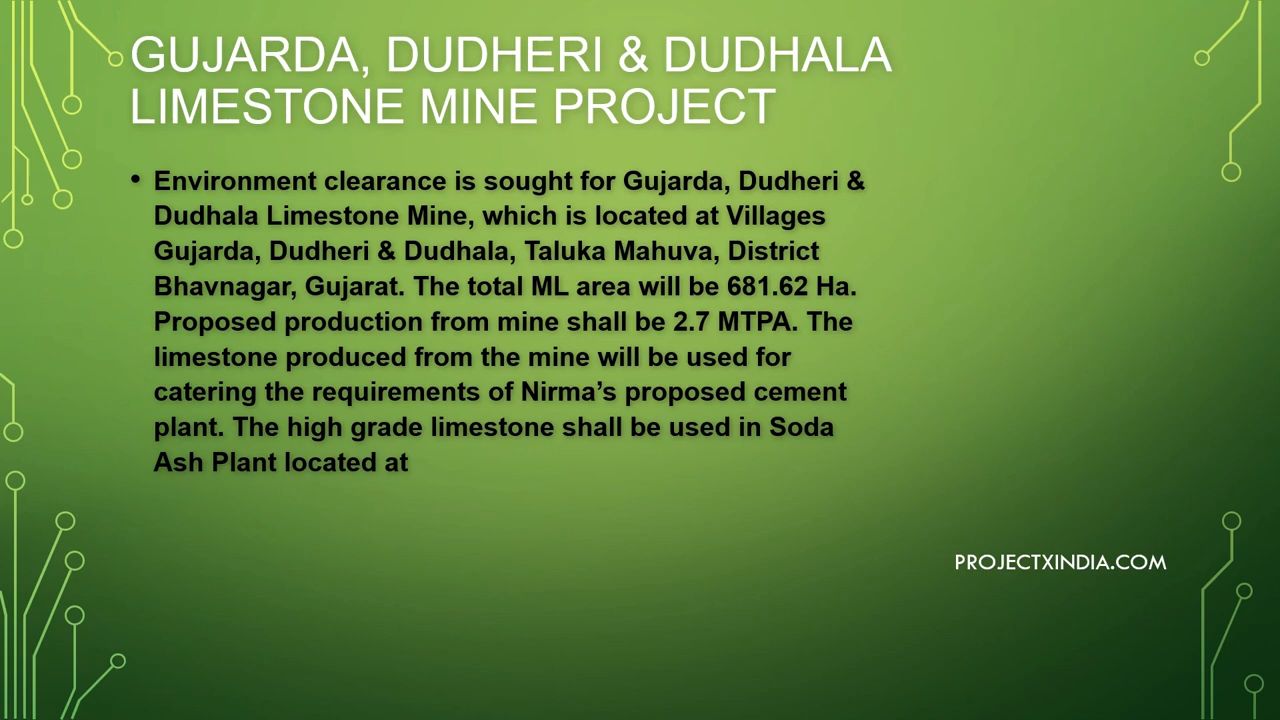 GUJARDA, DUDHERI & DUDHALA
LIMESTONE MINE PROJECT
• Environment clearance is sought for Gujarda, Dudheri &
Dudhala Limestone Mine, which is located at Villages
Gujarda, Dudheri & Dudhala, Taluka Mahuva, District
Bhavnagar, Gujarat. The total ML area will be 681.62 Ha.
Proposed production from mine shall be 2.7 MTPA. The
limestone produced from the mine will be used for
catering the requirements of Nirma’s proposed cement
plant. The high grade limestone shall be used in Soda
Ash Plant located at
PROJECTXINDIA.COM